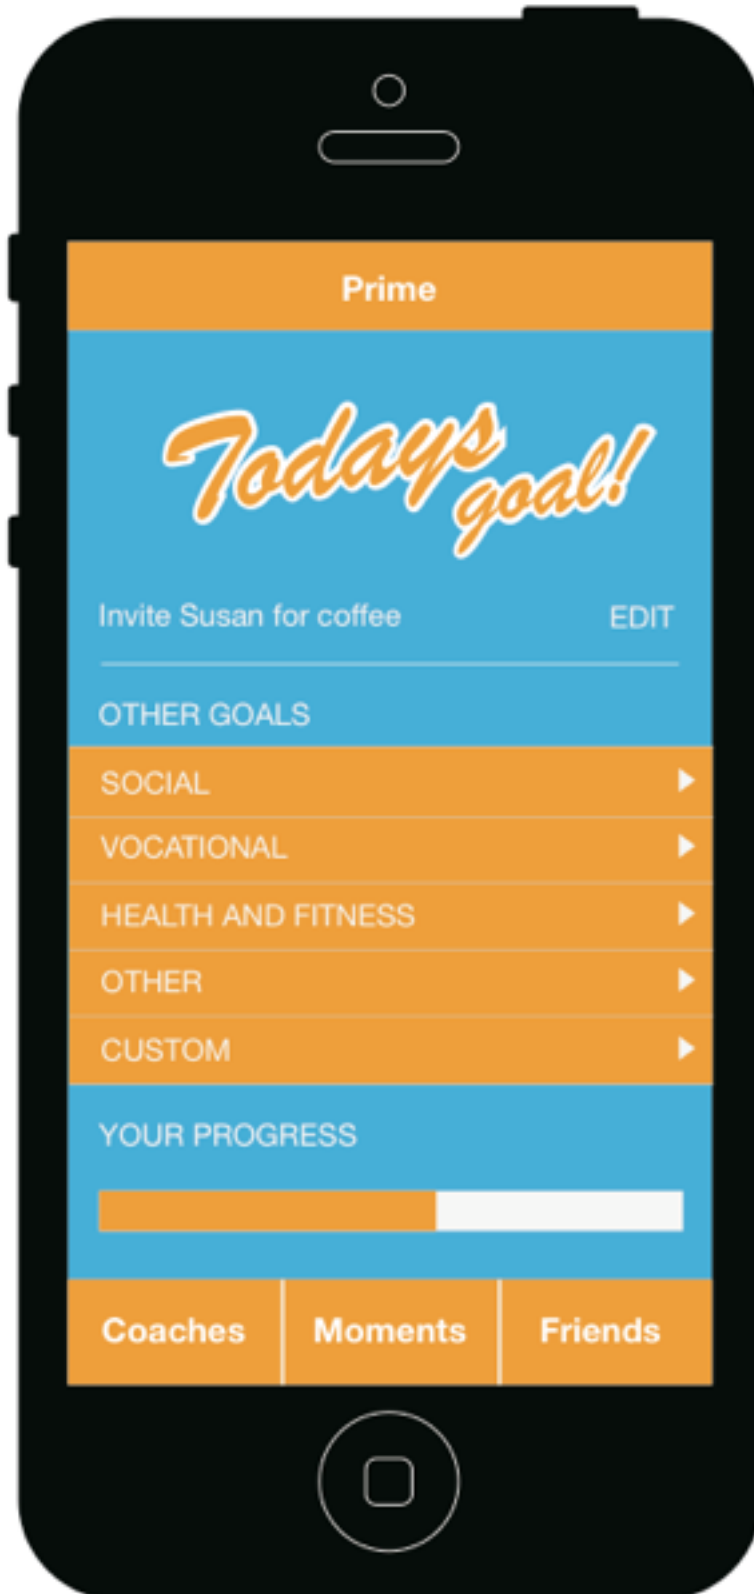 Prime
Todays
goal!
Invite Susan for coffee EDIT
OTHER GOALS
SOCIAL
VOCATIONAL
HEALTH AND FITNESS
OTHER
CUSTOM
YOUR PROGRESS
Coaches Moments Friends